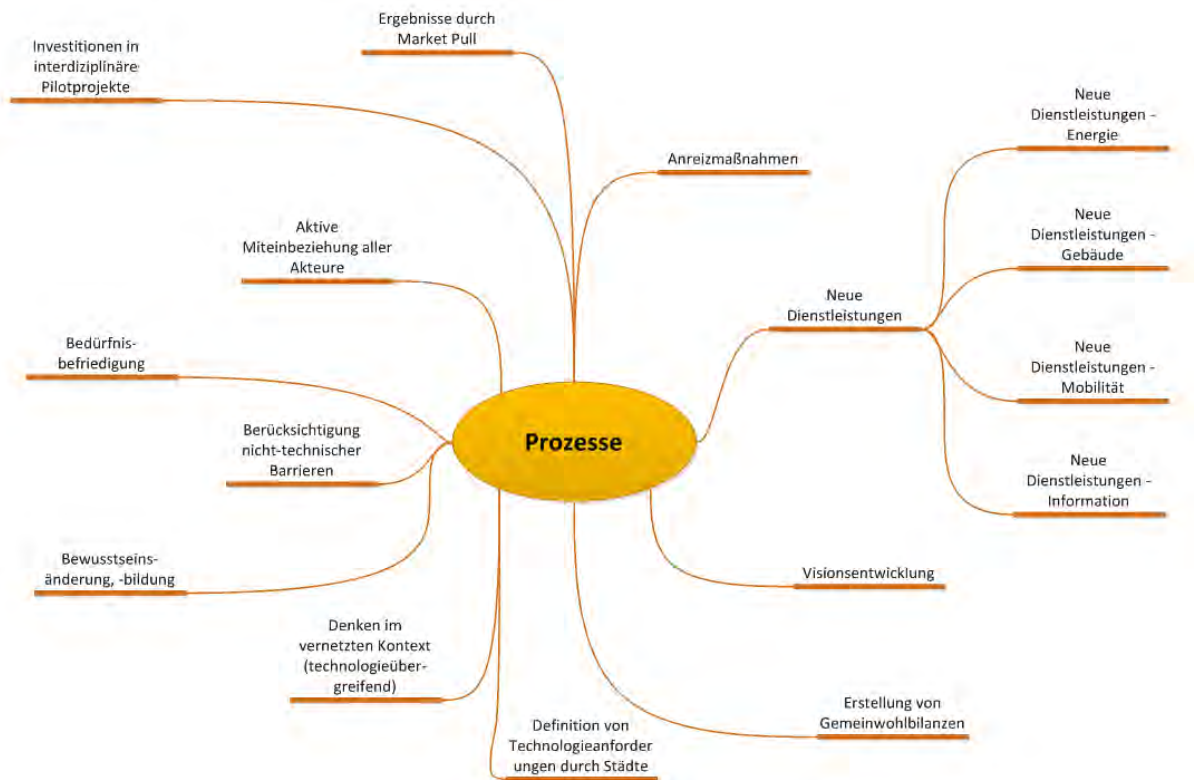 Ergebnisse durch
Market Pull
Investitionen in
interdiziplinäre
Pilotprojekte
Neue
Dienstleistungen -
Energie
Anreizmaßnahmen
Aktive
Miteinbeziehung aller
Akteure
Neue
Dienstleistungen -
Gebäude
Neue
Dienstleistungen
Bedürfnis-
befriedigung
Neue
Dienstleistungen -
Mobilität
Prozesse
Berücksichtigung
nicht-technischer
Barrieren
Neue
Dienstleistungen -
Information
Bewusstseins-
änderung, -bildung
Visionsentwicklung
Denken im
vernetzten Kontext
(technologieüber-
greifend)
Erstellung von
Gemeinwohlbilanzen
Definition von
Technologieanforder
ungen durch Städte